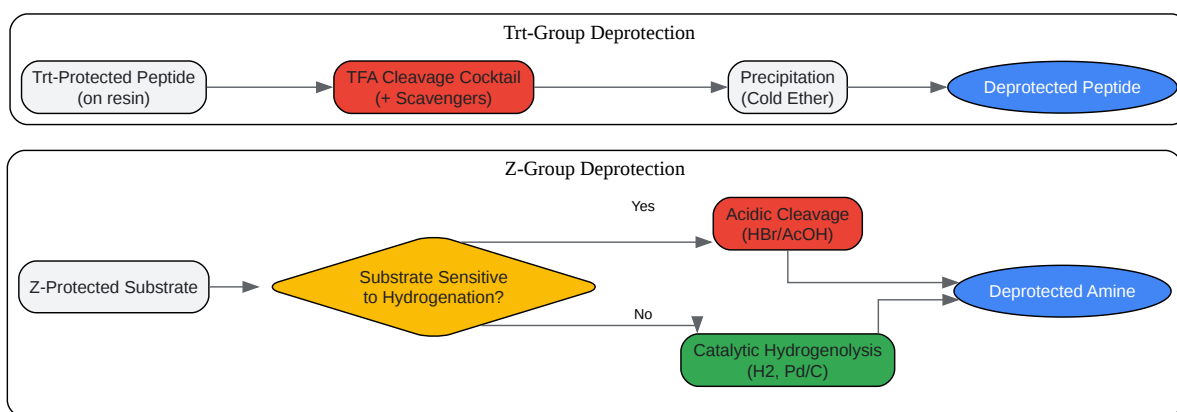 Trt-Group Deprotection
Trt-Protected Peptide
(on resin)
TFA Cleavage Cocktail
(+ Scavengers)
Precipitation
(Cold Ether)
Deprotected Peptide
Z-Group Deprotection
Z-Protected Substrate
Substrate Sensitive
to Hydrogenation?
Yes
Acidic Cleavage
(HBr/AcOH)
No
Catalytic Hydrogenolysis
(H2, Pd/C)
Deprotected Amine